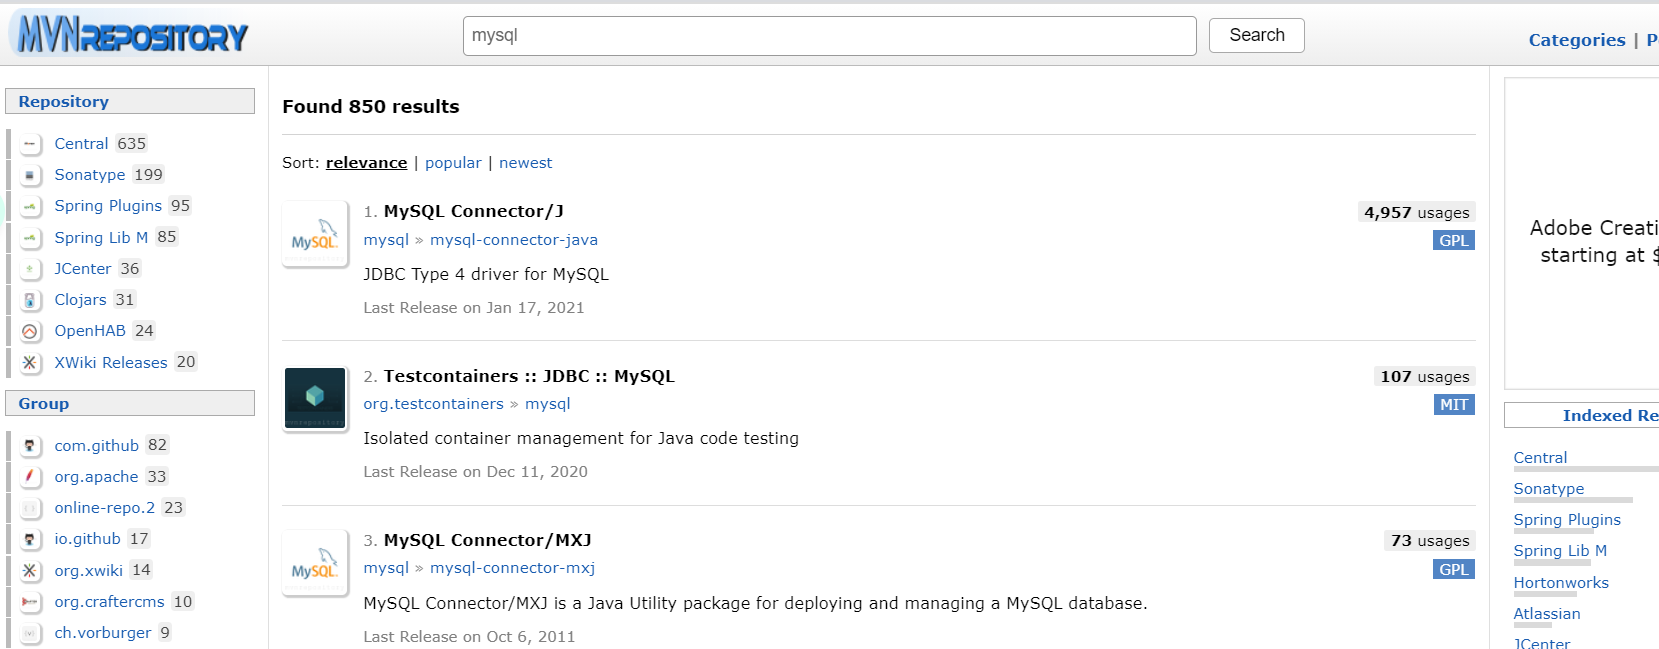 MVNREPOSITORY
mysql
Search
Categories | P
Repository
Central 635
Sonatype 199
Spring Plugins 95
Spring Lib M 85
JCenter 36
Clojars 31
OpenHAB 24
XWiki Releases 20
Group
com.github 82
org.apache 33
online-repo.2 23
io.github 17
org.xwiki 14
org.craftercms 10
ch.vorburger 9
Found 850 results
Sort: relevance | popular | newest
MySQL
1. MySQL Connector/J
4,957 usages
mysql » mysql-connector-java
GPL
JDBC Type 4 driver for MySQL
Last Release on Jan 17, 2021
2. Testcontainers :: JDBC :: MySQL
107 usages
org.testcontainers » mysql
MIT
Isolated container management for Java code testing
Last Release on Dec 11, 2020
MySQL
3. MySQL Connector/MXJ
73 usages
mysql » mysql-connector-mxj
GPL
MySQL Connector/MXJ is a Java Utility package for deploying and managing a MySQL database.
Last Release on Oct 6, 2011
Adobe Creati
starting at $
Indexed Re
Central
Sonatype
Spring Plugins
Spring Lib M
Hortonworks
Atlassian
JCenter